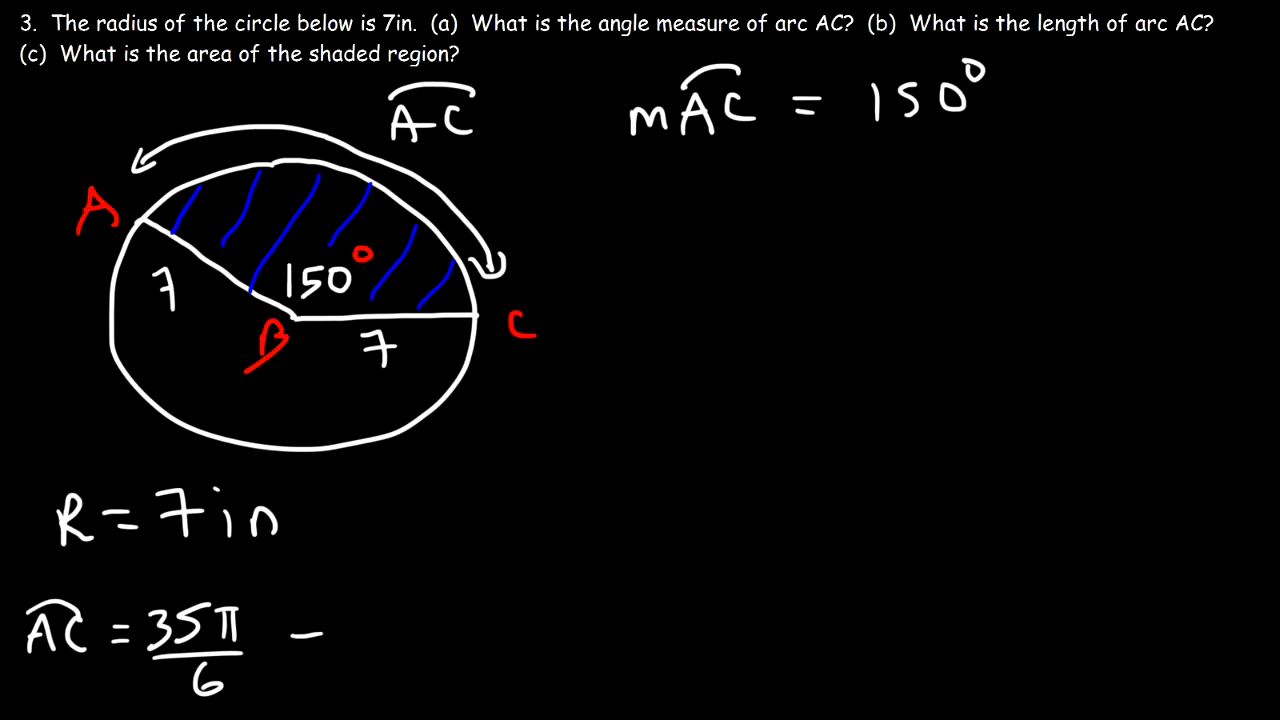 3. The radius of the circle below is 7in. (a) What is the angle measure of arc AC? (b) What is the length of arc AC?
(c) What is the area of the shaded region?
AC
mAC = 150°
A
7
150°
B
7
C
R = 7in
AC = 35π/6 –